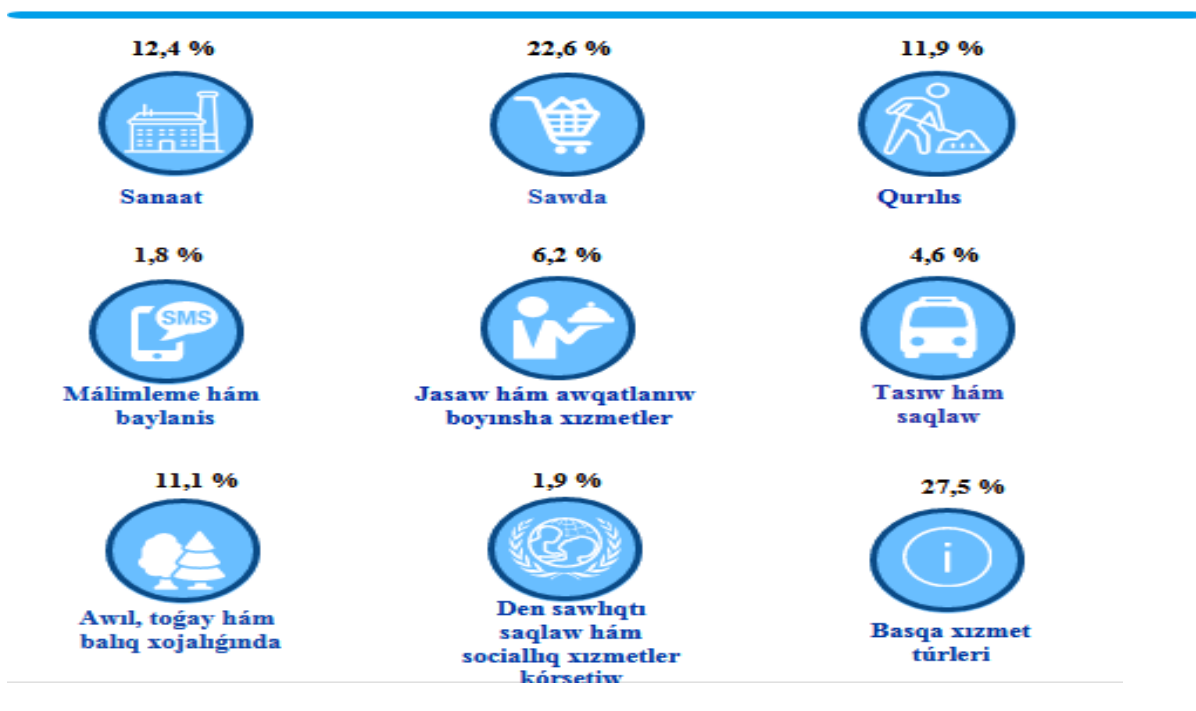 12,4 %
22,6 %
11,9 %
Sanaat
Sawda
Qurılıs
1,8 %
6,2 %
4,6 %
SMS
Málimleme hám
baylanis
Jasaw hám awqatlanıw
boyınsha xızmetler
Tasıw hám
saqlaw
11,1 %
1,9 %
27,5 %
i
Awıl, toǵay hám
balıq xojalıǵında
Den sawlıqtı
saqlaw hám
sociallıq xızmetler
kórsetiw
Basqa xızmet
túrleri